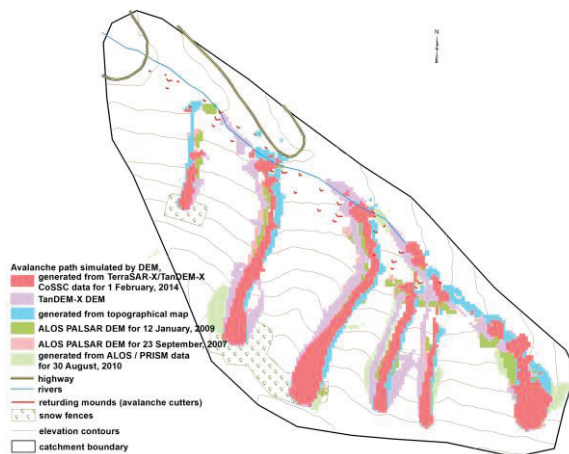 N
Avalanche path simulated by DEM,
generated from TerraSAR-X/TanDEM-X
CoSSC data for 1 February, 2014
TanDEM-X DEM
generated from topographical map
ALOS PALSAR DEM for 12 January, 2009
ALOS PALSAR DEM for 23 September, 2007
generated from ALOS / PRISM data
for 30 August, 2010
highway
rivers
returding mounds (avalanche cutters)
snow fences
elevation contours
catchment boundary